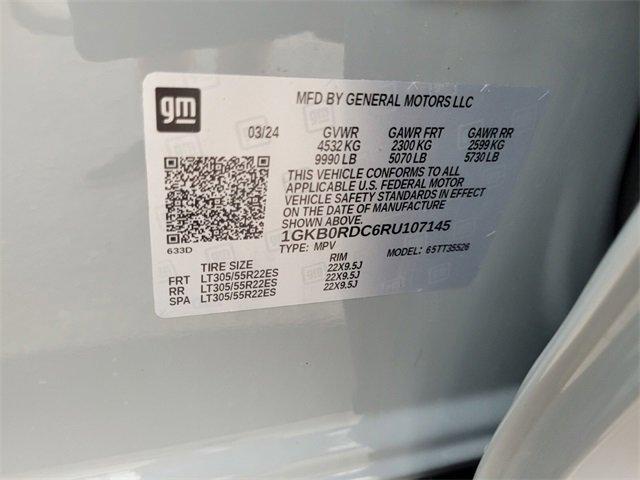 gm
MFD BY GENERAL MOTORS LLC
03/24 GVWR GAWR FRT GAWR RR
4532 KG 2300 KG 2599 KG
9990 LB 5070 LB 5730 LB
THIS VEHICLE CONFORMS TO ALL
APPLICABLE U.S. FEDERAL MOTOR
VEHICLE SAFETY STANDARDS IN EFFECT
ON THE DATE OF MANUFACTURE
SHOWN ABOVE.
1GKB0RDC6RU107145
633D TYPE: MPV MODEL: 65TT35526
TIRE SIZE RIM
FRT LT305/55R22ES 22X9.5J
RR LT305/55R22ES 22X9.5J
SPA LT305/55R22ES 22X9.5J